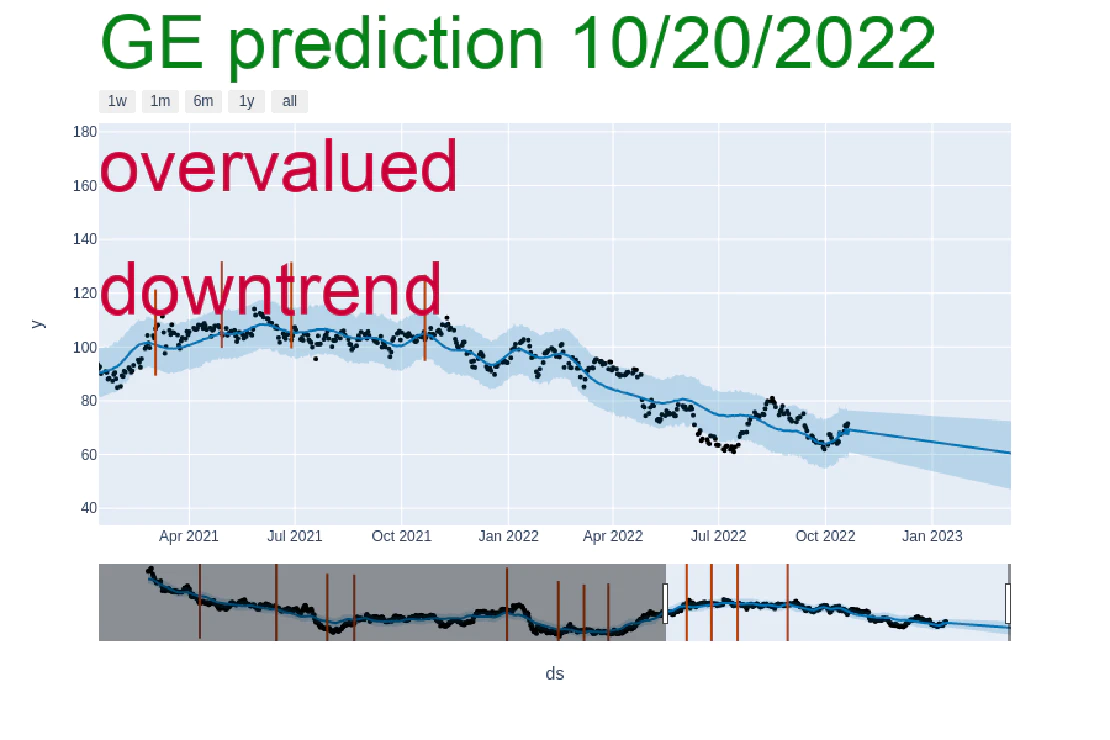 GE prediction 10/20/2022
1w 1m 6m 1y all
180
overvalued
160
140
downtrend
120
y
100
80
60
40
Apr 2021 Jul 2021 Oct 2021 Jan 2022 Apr 2022 Jul 2022 Oct 2022 Jan 2023
ds